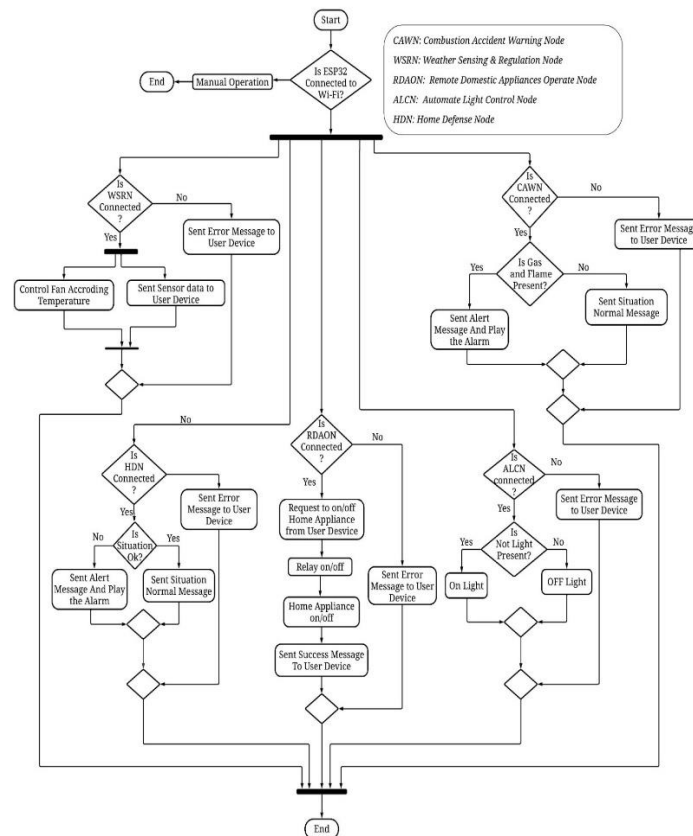 Start
CAWN: Combustion Accident Warning Node
WSRN: Weather Sensing & Regulation Node
RDAON: Remote Domestic Appliances Operate Node
ALCN: Automate Light Control Node
HDN: Home Defense Node
End
Manual Operation
Is ESP32
Connected to
Wi-Fi?
Is
WSRN
Connected
?
No
Yes
Sent Error Message to
User Device
Control Fan Accroding
Temperature
Sent Sensor data to
User Device
Is
CAWN
Connected
?
No
Yes
Sent Error Message
to User Device
Is Gas
and Flame
Present?
Yes
No
Sent Alert
Message And Play
the Alarm
Sent Situation
Normal Message
No
Is
HDN
Connected
?
Yes
Sent Error
Message to User
Device
Is
Situation
Ok?
No
Yes
Sent Alert
Message And Play
the Alarm
Sent Situation
Normal Message
Is
RDAON
Connected
?
No
Yes
Request to on/off
Home Appliance
from User Desvice
Relay on/off
Home Appliance
on/off
Sent Success Message
To User Device
Sent Error
Message to User
Device
Is
ALCN
connected
?
No
Yes
Sent Error Message
to User Device
Is
Not Light
Present?
Yes
No
On Light
OFF Light
End